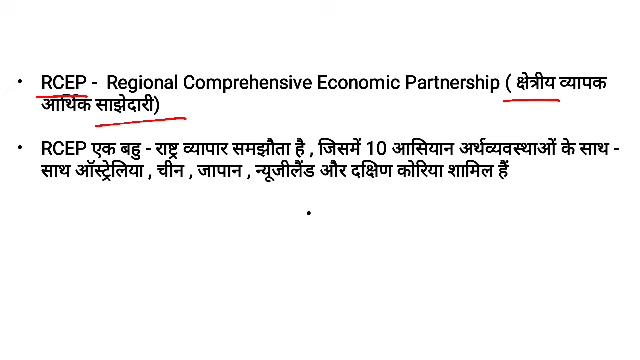 • RCEP - Regional Comprehensive Economic Partnership ( क्षेत्रीय व्यापक
आर्थिक साझेदारी)
• RCEP एक बहु - राष्ट्र व्यापार समझौता है , जिसमें 10 आसियान अर्थव्यवस्थाओं के साथ -
साथ ऑस्ट्रेलिया , चीन , जापान , न्यूजीलैंड और दक्षिण कोरिया शामिल हैं